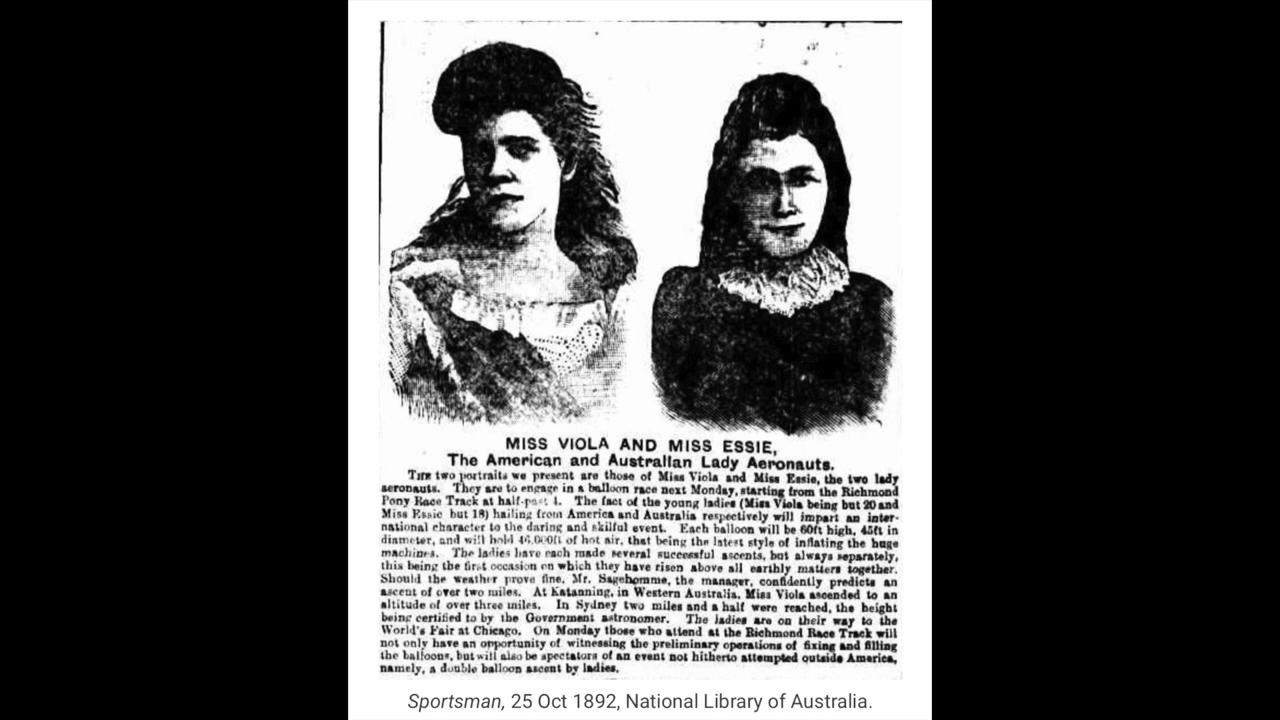 MISS VIOLA AND MISS ESSIE,
The American and Australian Lady Aeronauts.
THE two portraits we present are those of Miss Viola and Miss Essie, the two lady
aeronauts. They are to engage in a balloon race next Monday, starting from the Richmond
Pony Race Track at half-past 4. The fact of the young ladies (Miss Viola being but 20 and
Miss Essie but 18) hailing from America and Australia respectively will impart an inter-
national character to the daring and skilful event. Each balloon will be 60ft high, 45ft in
diameter, and will hold 46,000ft of hot air, that being the latest style of inflating the huge
machines. The ladies have each made several successful ascents, but always separately,
this being the first occasion on which they have risen above all earthly matters together.
Should the weather prove fine, Mr. Sagehomme, the manager, confidently predicts an
ascent of over two miles. At Katanning, in Western Australia, Miss Viola ascended to an
altitude of over three miles. In Sydney two miles and a half were reached, the height
being certified to by the Government astronomer. The ladies are on their way to the
World's Fair at Chicago. On Monday those who attend at the Richmond Race Track will
not only have an opportunity of witnessing the preliminary operations of fixing and filling
the balloons, but will also be spectators of an event not hitherto attempted outside America,
namely, a double balloon ascent by ladies.
Sportsman, 25 Oct 1892, National Library of Australia.